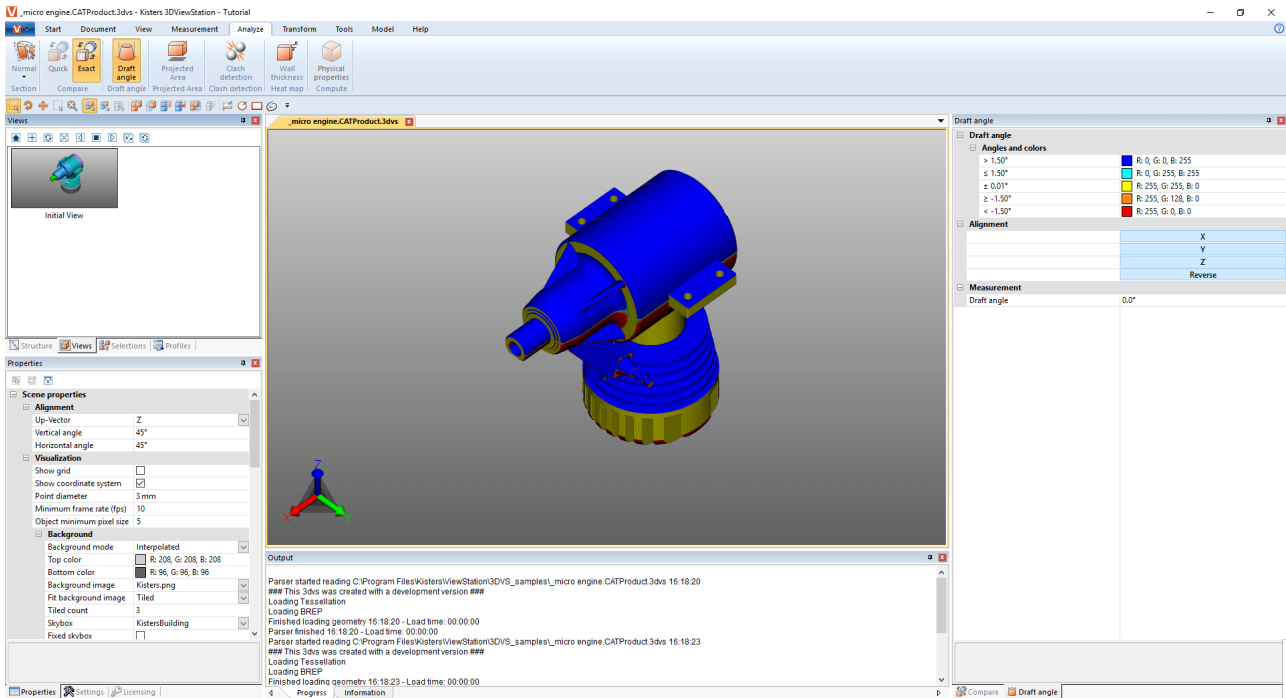 _micro engine.CATProduct.3dvs - Kisters 3DViewStation - Tutorial
Start Document View Measurement Analyze Transform Tools Model Help
Normal Quick Exact Draft angle Projected Area Clash detection Wall thickness Physical properties
Section Compare Draft angle Projected Area Clash detection Heat map Compute
Views
_micro engine.CATProduct.3dvs
Initial View
Structure Views Selections Profiles
Properties
Scene properties
Alignment
Up-Vector Z
Vertical angle 45°
Horizontal angle 45°
Visualization
Show grid
Show coordinate system
Point diameter 3 mm
Minimum frame rate (fps) 10
Object minimum pixel size 5
Background
Background mode Interpolated
Top color R: 208, G: 208, B: 208
Bottom color R: 96, G: 96, B: 96
Background image Kisters.png
Fit background image Tiled
Tiled count 3
Skybox KistersBuilding
Fixed skybox
Properties Settings Licensing
Z
X
Y
Output
Parser started reading C:\Program Files\Kisters\ViewStation\3DVS_samples\_micro engine.CATProduct.3dvs 16:18:20
### This 3dvs was created with a development version ###
Loading Tessellation
Loading BREP
Finished loading geometry 16:18:20 - Load time: 00:00:00
Parser finished 16:18:20 - Load time: 00:00:00
Parser started reading C:\Program Files\Kisters\ViewStation\3DVS_samples\_micro engine.CATProduct.3dvs 16:18:23
### This 3dvs was created with a development version ###
Loading Tessellation
Loading BREP
Finished loading geometry 16:18:23 - Load time: 00:00:00
Progress Information
Draft angle
Draft angle
Angles and colors
> 1.50° R: 0, G: 0, B: 255
≤ 1.50° R: 0, G: 255, B: 255
± 0.01° R: 255, G: 255, B: 0
≥ -1.50° R: 255, G: 128, B: 0
< -1.50° R: 255, G: 0, B: 0
Alignment
X
Y
Z
Reverse
Measurement
Draft angle 0.0°
Compare Draft angle